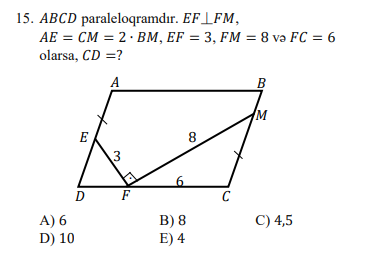 15. ABCD paraleloqramdır. EF⊥FM,
AE = CM = 2 · BM, EF = 3, FM = 8 və FC = 6
olarsa, CD =?
A
B
M
E
8
3
6
D
F
C
A) 6
B) 8
C) 4,5
D) 10
E) 4